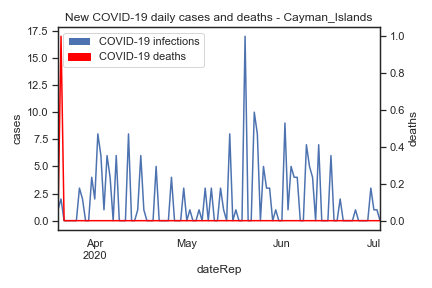 New COVID-19 daily cases and deaths - Cayman_Islands
COVID-19 infections
COVID-19 deaths
17.5
15.0
12.5
10.0
7.5
5.0
2.5
0.0
cases
1.0
0.8
0.6
0.4
0.2
0.0
deaths
Apr
2020
May
Jun
Jul
dateRep